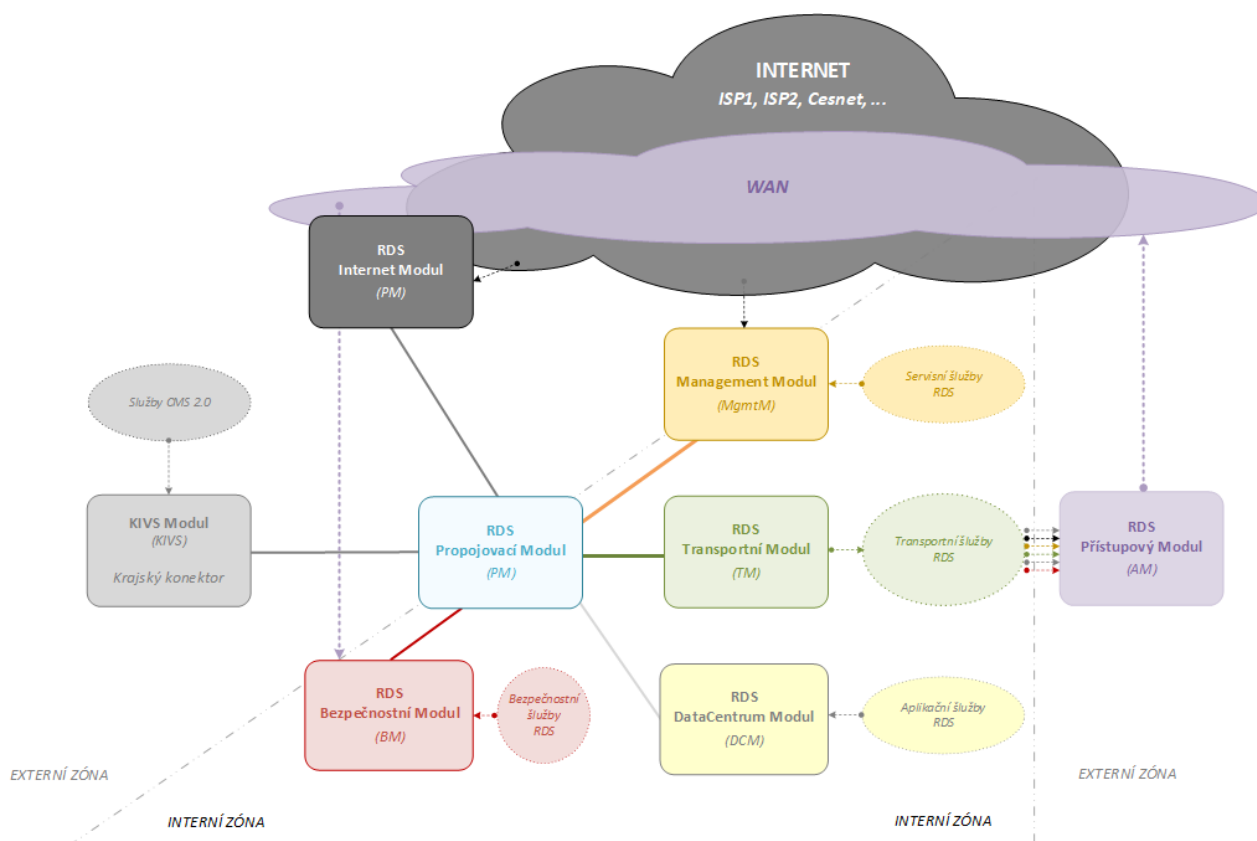 INTERNET
ISP1, ISP2, Cesnet, ...
WAN
RDS
Internet Modul
(PM)
RDS
Management Modul
(MgmtM)
Servisní služby
RDS
Služby CMS 2.0
KIVS Modul
(KIVS)
Krajský konektor
RDS
Propojovací Modul
(PM)
RDS
Transportní Modul
(TM)
Transportní služby
RDS
RDS
Přístupový Modul
(AM)
RDS
Bezpečnostní Modul
(BM)
Bezpečnostní
služby
RDS
RDS
DataCentrum Modul
(DCM)
Aplikační služby
RDS
EXTERNÍ ZÓNA
EXTERNÍ ZÓNA
INTERNÍ ZÓNA
INTERNÍ ZÓNA